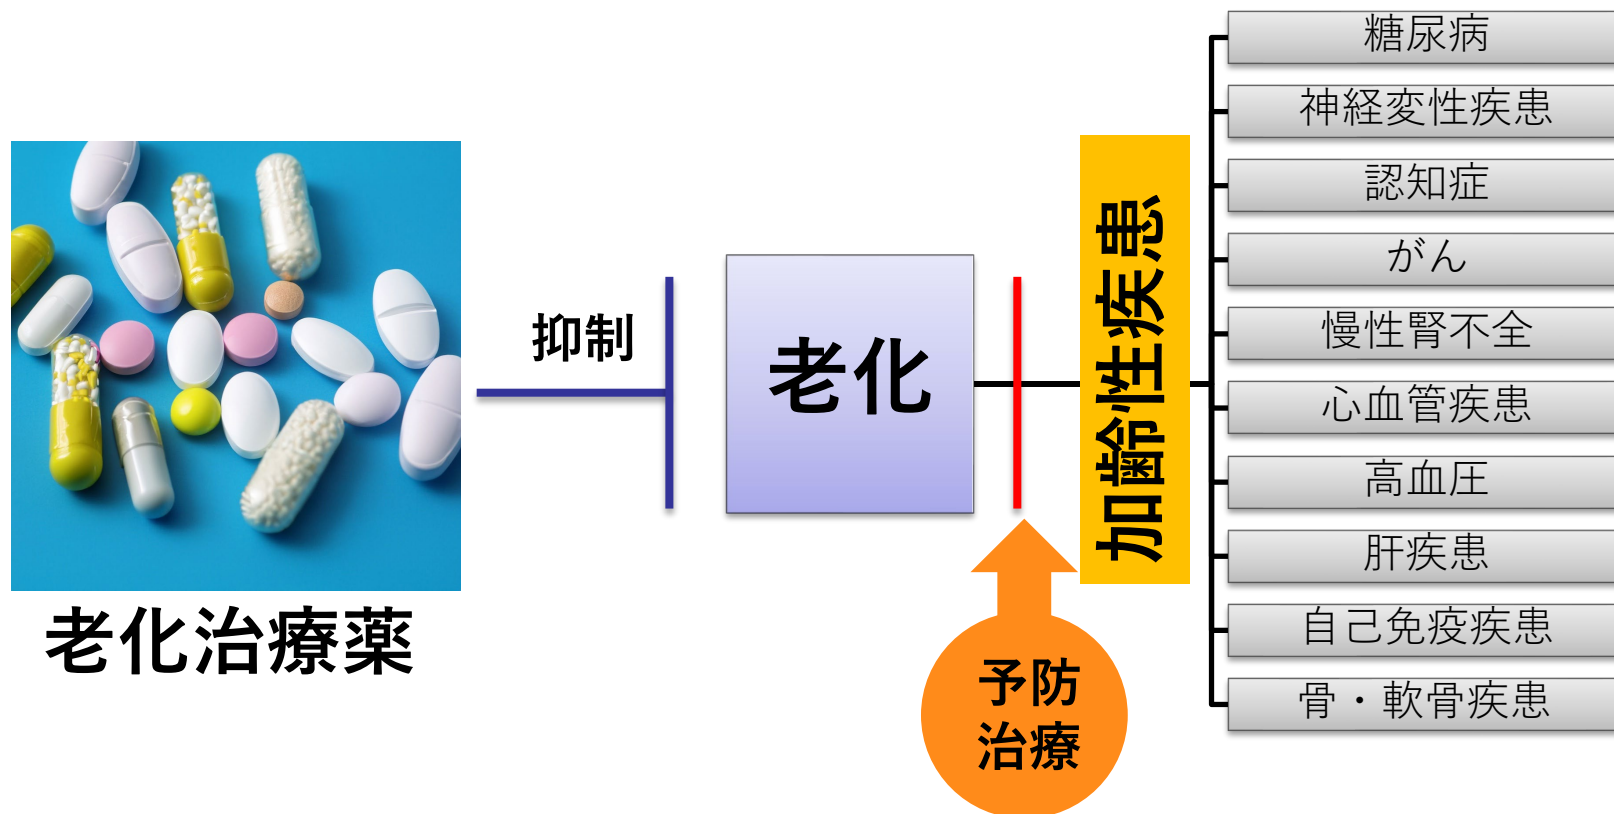 老化治療薬
抑制
老化
予防
治療
加齢性疾患
糖尿病
神経変性疾患
認知症
がん
慢性腎不全
心血管疾患
高血圧
肝疾患
自己免疫疾患
骨・軟骨疾患